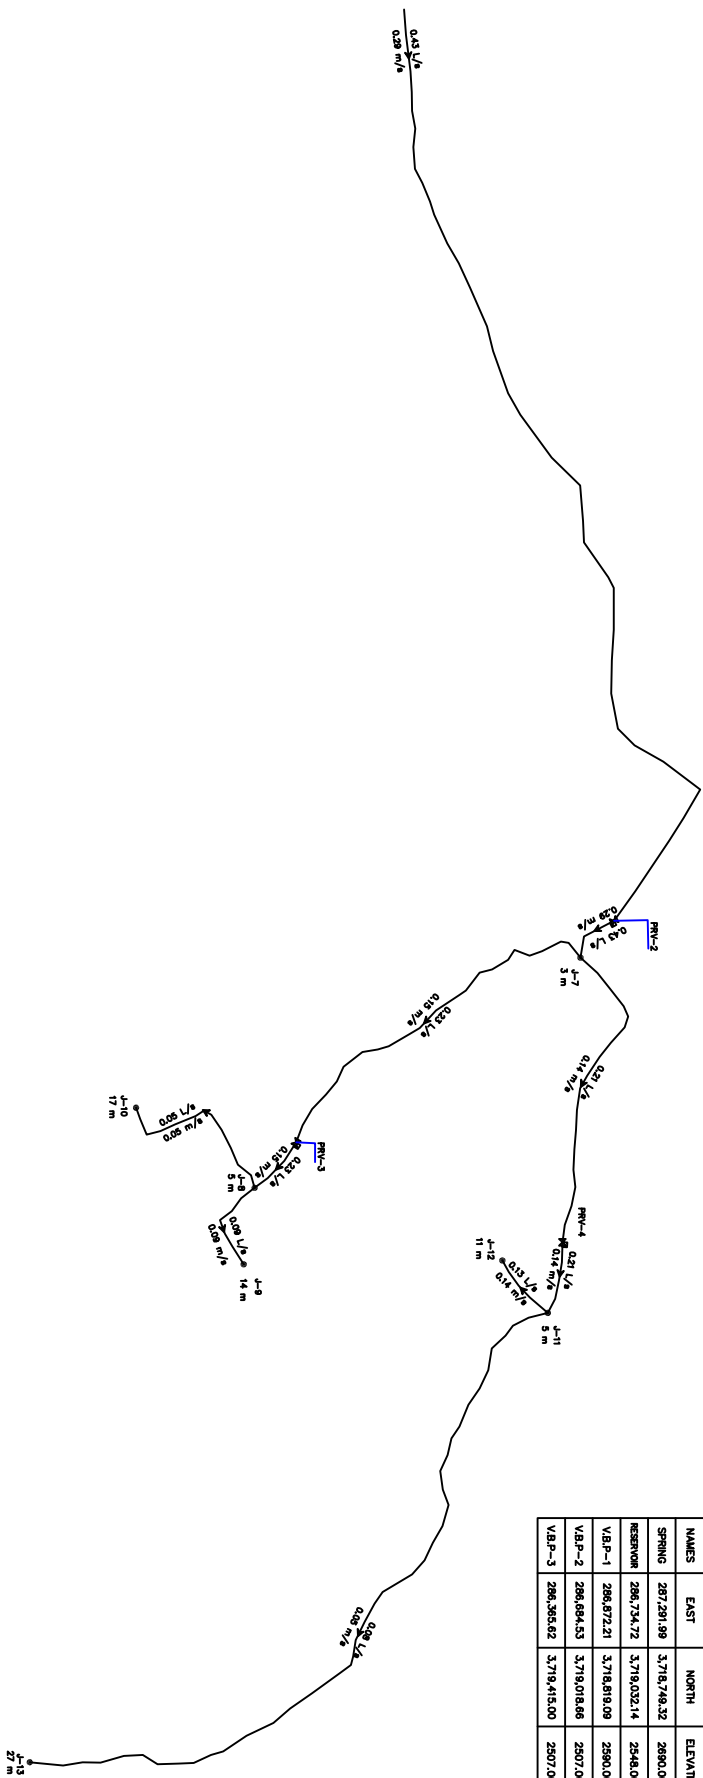 0.43 L/s
0.29 m/s
PRV-2
0.43 L/s
0.29 m/s
J-7
3 m
0.23 L/s
0.15 m/s
0.21 L/s
0.14 m/s
J-10
17 m
PRV-3
0.23 L/s
0.15 m/s
J-8
5 m
0.09 L/s
0.09 m/s
J-9
14 m
PRV-4
0.21 L/s
0.14 m/s
J-12
11 m
0.13 L/s
0.14 m/s
J-11
5 m
0.08 L/s
0.05 m/s
J-13
27 m
NAMES EAST NORTH
SPRING 287,291.99 3,718,749.32 2690.0
RESERVOIR 286,734.72 3,719,032.14 2548.0
V.B.P-1 286,872.21 3,718,819.09 2590.0
V.B.P-2 286,684.53 3,719,018.66 2507.0
V.B.P-3 286,365.62 3,719,415.00 2507.0